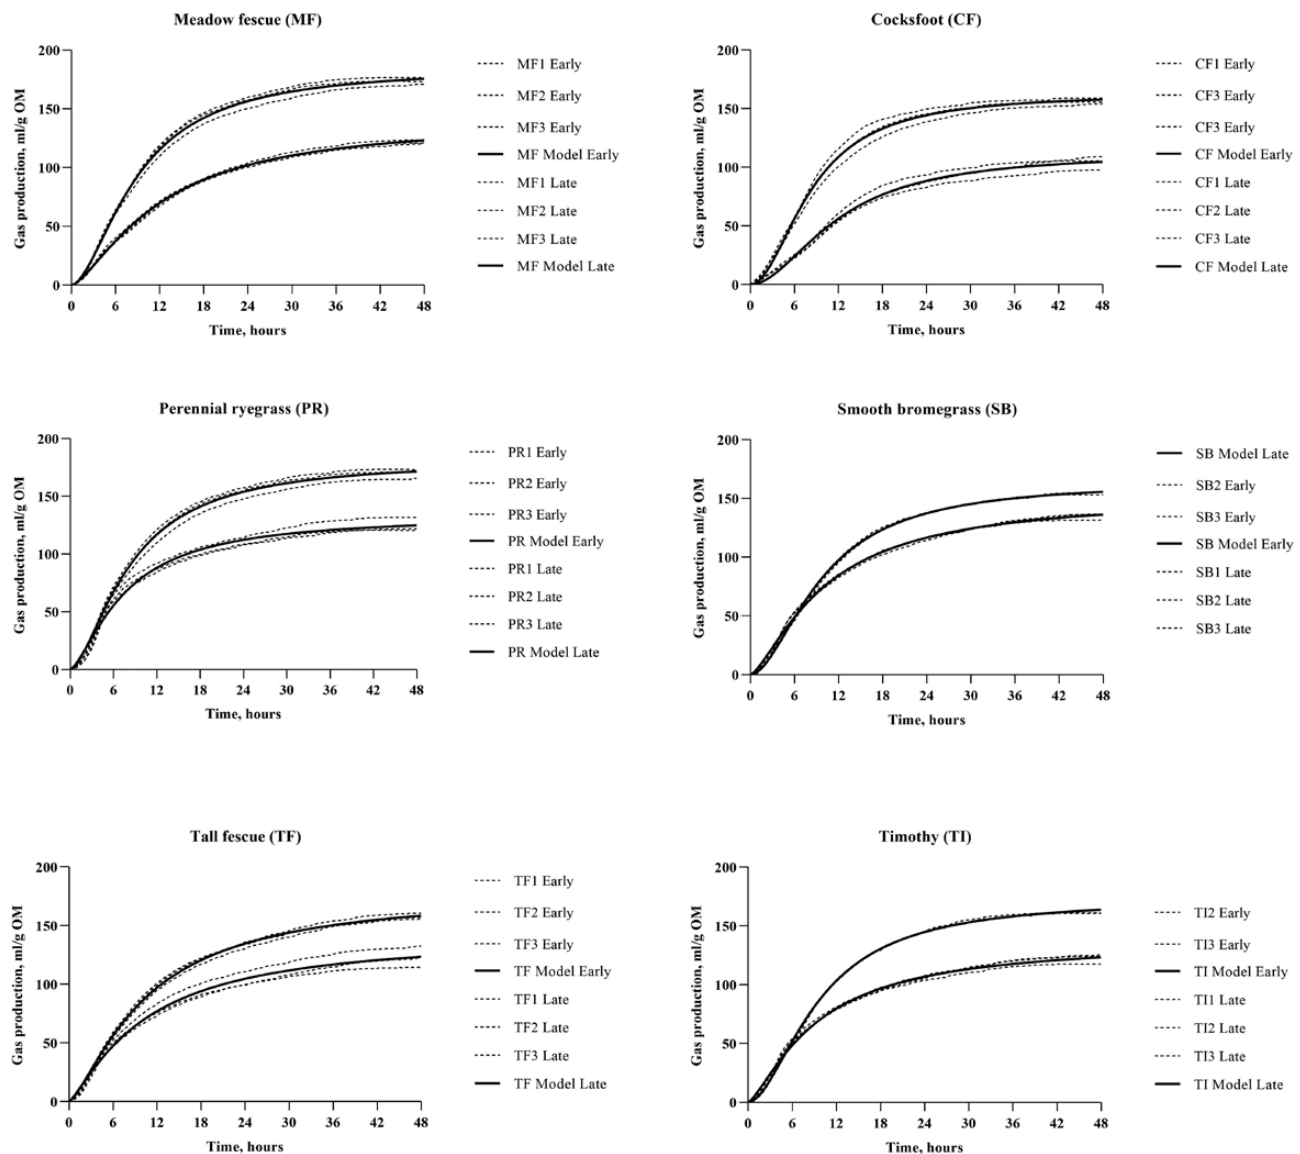 Meadow fescue (MF)
Gas production, ml/g OM
200
150
100
50
0
0 6 12 18 24 30 36 42 48
Time, hours
MF1 Early
MF2 Early
MF3 Early
MF Model Early
MF1 Late
MF2 Late
MF3 Late
MF Model Late
Cocksfoot (CF)
Gas production, ml/g OM
200
150
100
50
0
0 6 12 18 24 30 36 42 48
Time, hours
CF1 Early
CF3 Early
CF3 Early
CF Model Early
CF1 Late
CF2 Late
CF3 Late
CF Model Late
Perennial ryegrass (PR)
Gas production, ml/g OM
200
150
100
50
0
0 6 12 18 24 30 36 42 48
Time, hours
PR1 Early
PR2 Early
PR3 Early
PR Model Early
PR1 Late
PR2 Late
PR3 Late
PR Model Late
Smooth bromegrass (SB)
Gas production, ml/g OM
200
150
100
50
0
0 6 12 18 24 30 36 42 48
Time, hours
SB Model Late
SB2 Early
SB3 Early
SB Model Early
SB1 Late
SB2 Late
SB3 Late
Tall fescue (TF)
Gas production, ml/g OM
200
150
100
50
0
0 6 12 18 24 30 36 42 48
Time, hours
TF1 Early
TF2 Early
TF3 Early
TF Model Early
TF1 Late
TF2 Late
TF3 Late
TF Model Late
Timothy (TI)
Gas production, ml/g OM
200
150
100
50
0
0 6 12 18 24 30 36 42 48
Time, hours
TI2 Early
TI3 Early
TI Model Early
TI1 Late
TI2 Late
TI3 Late
TI Model Late